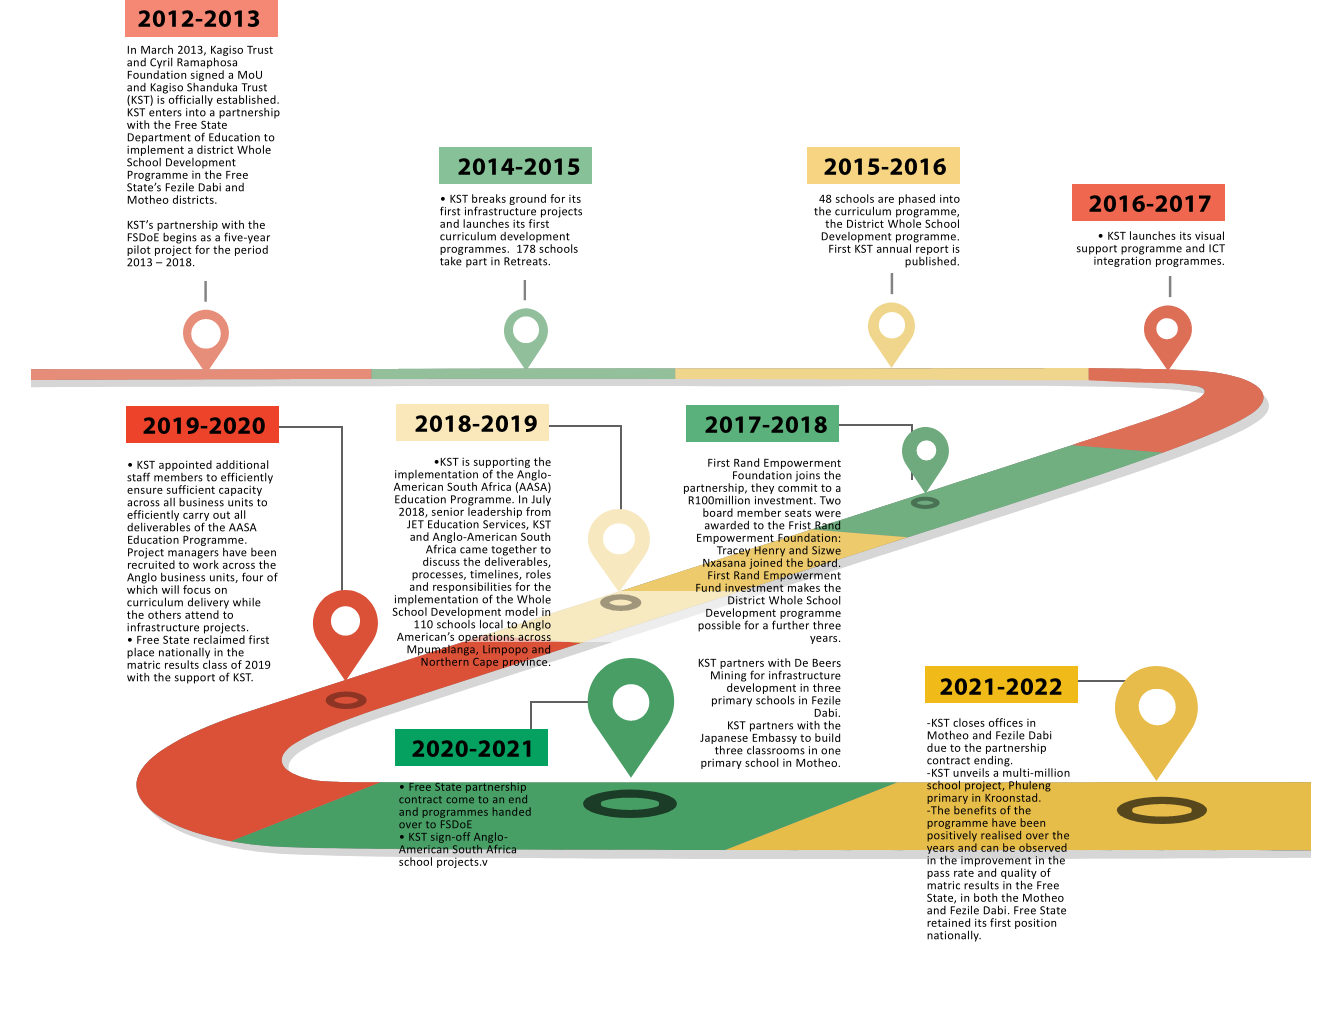 2012-2013
In March 2013, Kagiso Trust
and Cyril Ramaphosa
Foundation signed a MoU
and Kagiso Shanduka Trust
(KST) is officially established.
KST enters into a partnership
with the Free State
Department of Education to
implement a district Whole
School Development
Programme in the Free
State's Fezile Dabi and
Motheo districts.
KST's partnership with the
FSDoE begins as a five-year
pilot project for the period
2013 – 2018.
2014-2015
• KST breaks ground for its
first infrastructure projects
and launches its first
curriculum development
programmes. 178 schools
take part in Retreats.
2015-2016
48 schools are phased into
the curriculum programme,
the District Whole School
Development programme.
First KST annual report is
published.
2016-2017
• KST launches its visual
support programme and ICT
integration programmes.
2017-2018
First Rand Empowerment
Foundation joins the
partnership, they commit to a
R100million investment. Two
board member seats were
awarded to the Frist Rand
Empowerment Foundation:
Tracey Henry and Sizwe
Nxasana joined the board.
First Rand Empowerment
Fund investment makes the
District Whole School
Development programme
possible for a further three
years.
KST partners with De Beers
Mining for infrastructure
development in three
primary schools in Fezile
Dabi.
KST partners with the
Japanese Embassy to build
three classrooms in one
primary school in Motheo.
2018-2019
•KST is supporting the
implementation of the Anglo-
American South Africa (AASA)
Education Programme. In July
2018, senior leadership from
JET Education Services, KST
and Anglo-American South
Africa came together to
discuss the deliverables,
processes, timelines, roles
and responsibilities for the
implementation of the Whole
School Development model in
110 schools local to Anglo
American's operations across
Mpumalanga, Limpopo and
Northern Cape province.
2019-2020
• KST appointed additional
staff members to efficiently
ensure sufficient capacity
across all business units to
efficiently carry out all
deliverables of the AASA
Education Programme.
Project managers have been
recruited to work across the
Anglo business units, four of
which will focus on
curriculum delivery while
the others attend to
infrastructure projects.
• Free State reclaimed first
place nationally in the
matric results class of 2019
with the support of KST.
2020-2021
• Free State partnership
contract come to an end
and programmes handed
over to FSDoE
• KST sign-off Anglo-
American South Africa
school projects.v
2021-2022
-KST closes offices in
Motheo and Fezile Dabi
due to the partnership
contract ending.
-KST unveils a multi-million
school project, Phuleng
primary in Kroonstad.
-The benefits of the
programme have been
positively realised over the
years and can be observed
in the improvement in the
pass rate and quality of
matric results in the Free
State, in both the Motheo
and Fezile Dabi. Free State
retained its first position
nationally.